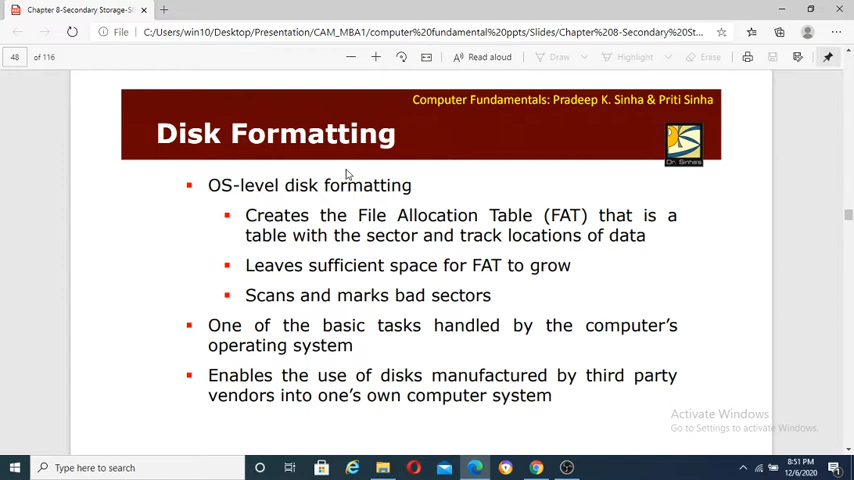 Chapter 8-Secondary Storage-S
File
C:/Users/win10/Desktop/Presentation/CAM_MBA1/computer%20fundamental%20ppts/Slides/Chapter%208-Secondary%20St...
48 of 116
Read aloud
Draw
Highlight
Erase
Computer Fundamentals: Pradeep K. Sinha & Priti Sinha
Disk Formatting
Dr. Sinha's
OS-level disk formatting
Creates the File Allocation Table (FAT) that is a
table with the sector and track locations of data
Leaves sufficient space for FAT to grow
Scans and marks bad sectors
One of the basic tasks handled by the computer's
operating system
Enables the use of disks manufactured by third party
vendors into one's own computer system
Activate Windows
Go to Settings to activate Windows.
Type here to search
8:51 PM
12/6/2020